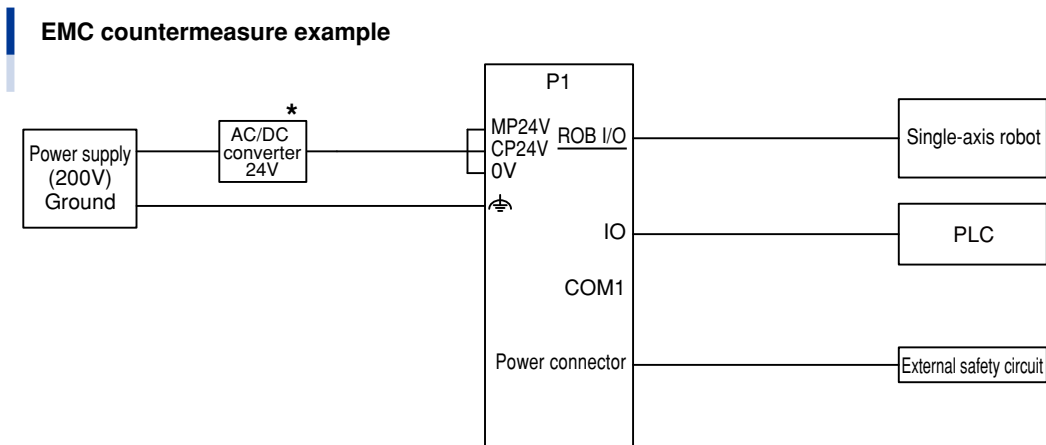 EMC countermeasure example
P1
*
Power supply
(200V)
Ground
AC/DC
converter
24V
MP24V
CP24V
0V
ROB I/O
Single-axis robot
IO
PLC
COM1
Power connector
External safety circuit